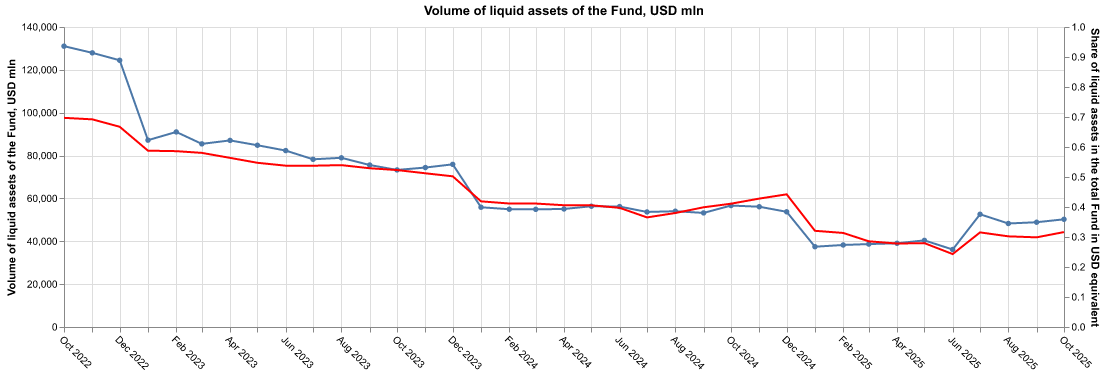 Volume of liquid assets of the Fund, USD mln
Volume of liquid assets of the Fund, USD mln
140,000
120,000
100,000
80,000
60,000
40,000
20,000
0
1.0
0.9
0.8
0.7
0.6
0.5
0.4
0.3
0.2
0.1
0.0
Share of liquid assets in the total Fund in USD equivalent
Oct 2022
Dec 2022
Feb 2023
Apr 2023
Jun 2023
Aug 2023
Oct 2023
Dec 2023
Feb 2024
Apr 2024
Jun 2024
Aug 2024
Oct 2024
Dec 2024
Feb 2025
Apr 2025
Jun 2025
Aug 2025
Oct 2025